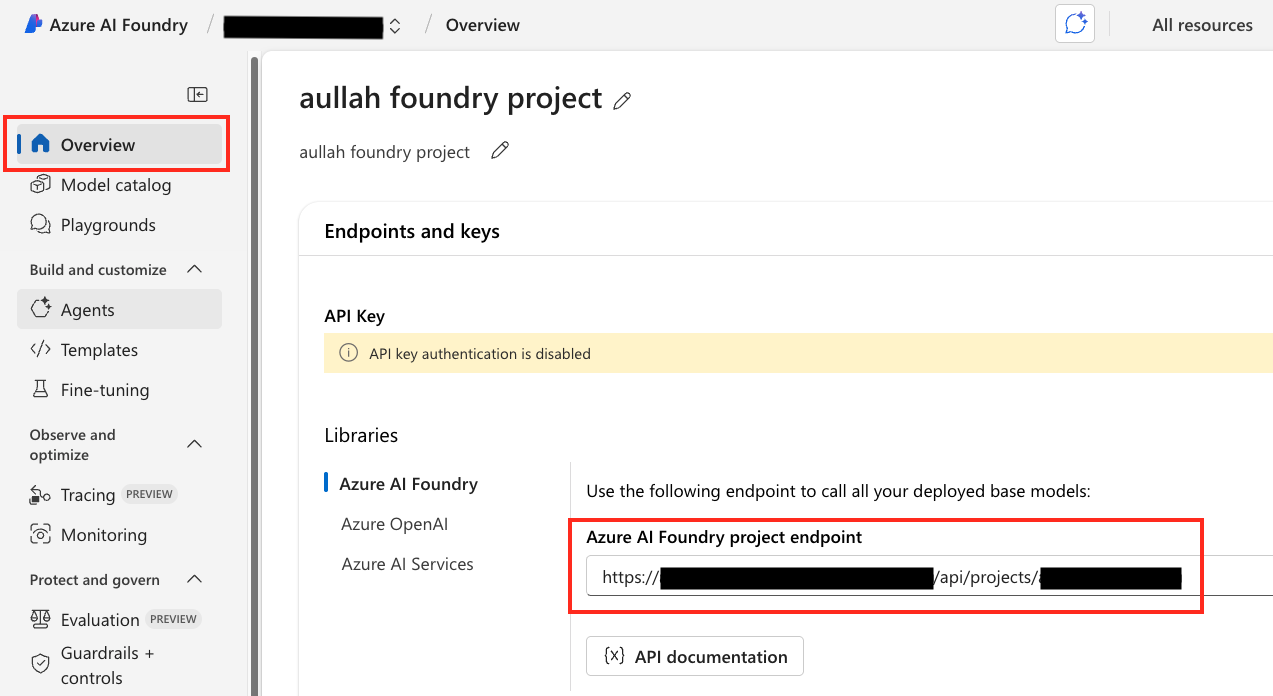 Azure AI Foundry / / Overview All resources
Overview
Model catalog
Playgrounds
Build and customize
Agents
Templates
Fine-tuning
Observe and
optimize
Tracing PREVIEW
Monitoring
Protect and govern
Evaluation PREVIEW
Guardrails +
controls
aullah foundry project
aullah foundry project
Endpoints and keys
API Key
API key authentication is disabled
Libraries
Azure AI Foundry
Azure OpenAI
Azure AI Services
Use the following endpoint to call all your deployed base models:
Azure AI Foundry project endpoint
https:// /api/projects/
{x} API documentation